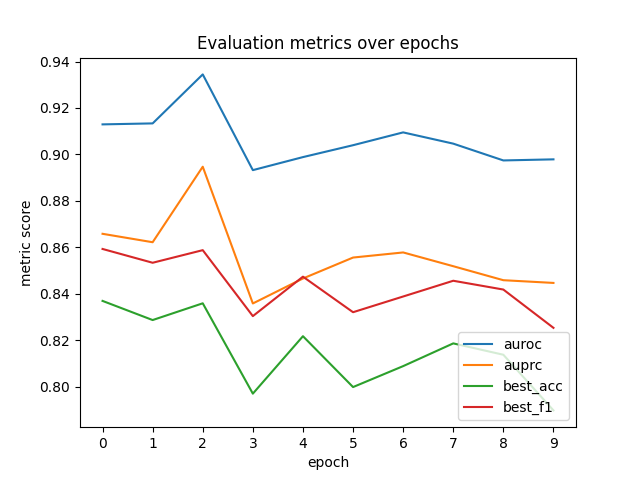 Evaluation metrics over epochs
metric score
0.94
0.92
0.90
0.88
0.86
0.84
0.82
0.80
auroc
auprc
best_acc
best_f1
0 1 2 3 4 5 6 7 8 9
epoch